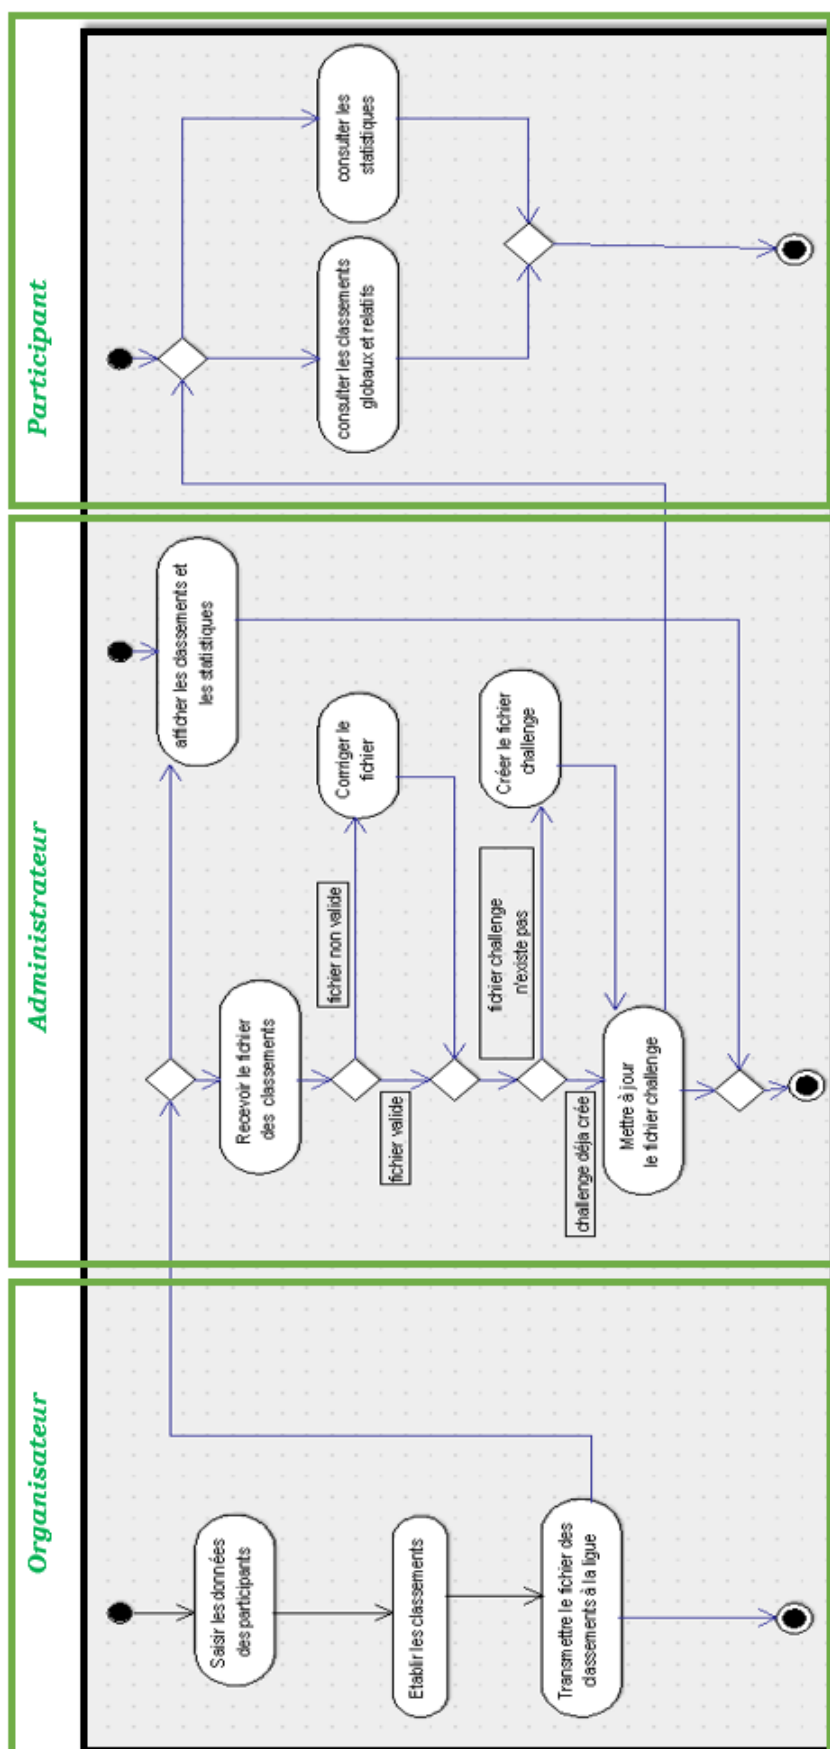 Organisateur
Saisir les données
des participants
Etablir les classements
Transmettre le fichier des
classements à la ligue
Administrateur
afficher les classements et
les statistiques
Recevoir le fichier
des classements
fichier non valide
Corriger le
fichier
fichier valide
fichier challenge
n'existe pas
Créer le fichier
challenge
challenge déja crée
Mettre à jour
le fichier challenge
Participant
consulter les classements
globaux et relatifs
consulter les
statistiques